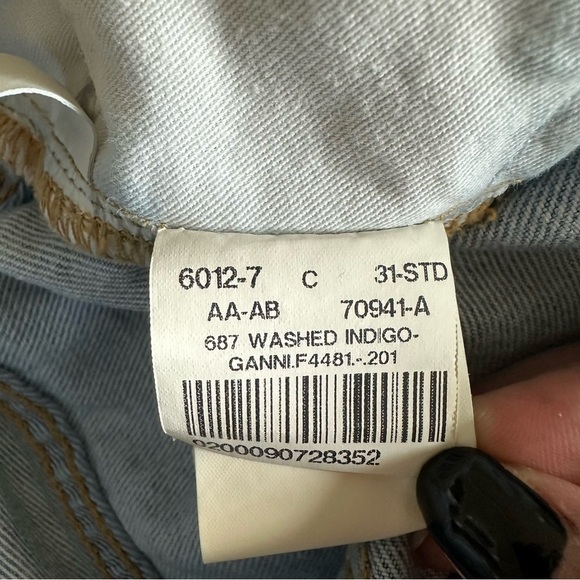 6012-7 C 31-STD
AA-AB 70941-A
687 WASHED INDIGO-
GANNI.F4481.-.201
0200090728352